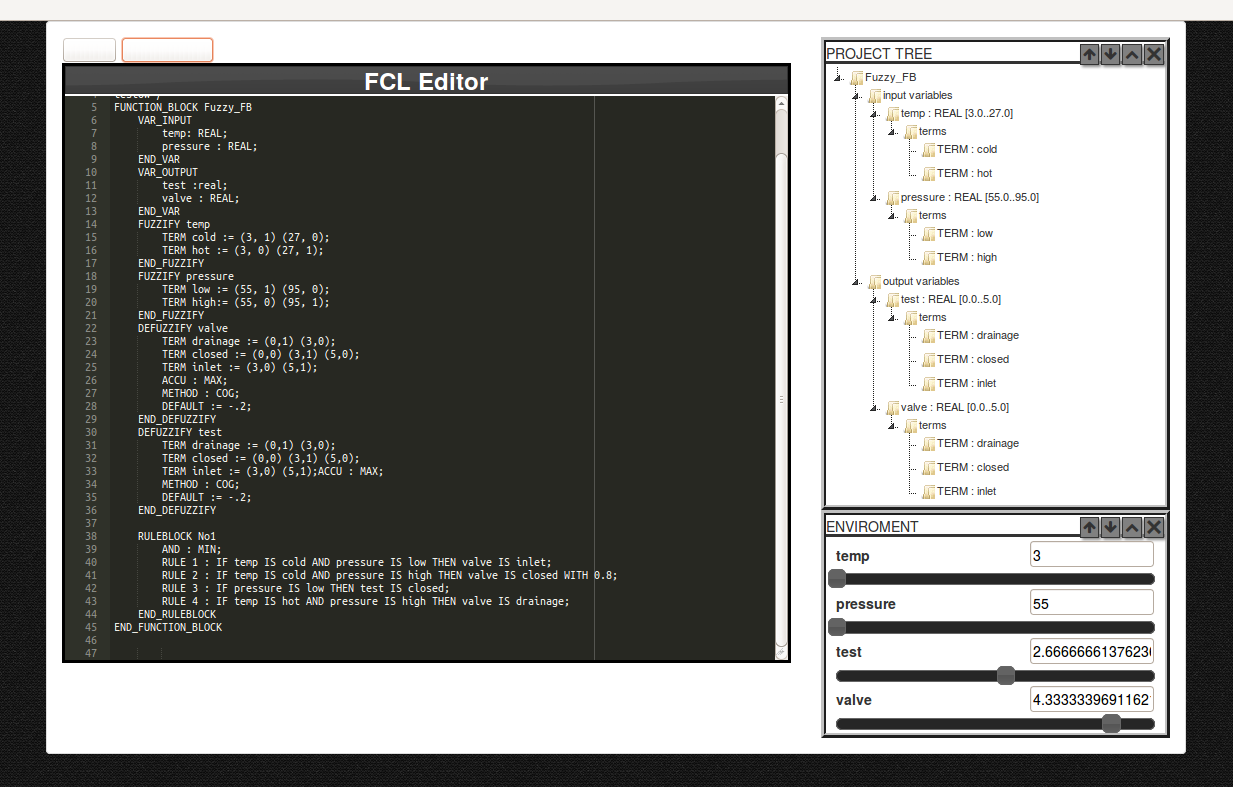 FCL Editor
5 FUNCTION_BLOCK Fuzzy_FB
6 VAR_INPUT
7 temp: REAL;
8 pressure : REAL;
9 END_VAR
10 VAR_OUTPUT
11 test :real;
12 valve : REAL;
13 END_VAR
14 FUZZIFY temp
15 TERM cold := (3, 1) (27, 0);
16 TERM hot := (3, 0) (27, 1);
17 END_FUZZIFY
18 FUZZIFY pressure
19 TERM low := (55, 1) (95, 0);
20 TERM high:= (55, 0) (95, 1);
21 END_FUZZIFY
22 DEFUZZIFY valve
23 TERM drainage := (0,1) (3,0);
24 TERM closed := (0,0) (3,1) (5,0);
25 TERM inlet := (3,0) (5,1);
26 ACCU : MAX;
27 METHOD : COG;
28 DEFAULT := -.2;
29 END_DEFUZZIFY
30 DEFUZZIFY test
31 TERM drainage := (0,1) (3,0);
32 TERM closed := (0,0) (3,1) (5,0);
33 TERM inlet := (3,0) (5,1);ACCU : MAX;
34 METHOD : COG;
35 DEFAULT := -.2;
36 END_DEFUZZIFY
37
38 RULEBLOCK No1
39 AND : MIN;
40 RULE 1 : IF temp IS cold AND pressure IS low THEN valve IS inlet;
41 RULE 2 : IF temp IS cold AND pressure IS high THEN valve IS closed WITH 0.8;
42 RULE 3 : IF pressure IS low THEN test IS closed;
43 RULE 4 : IF temp IS hot AND pressure IS high THEN valve IS drainage;
44 END_RULEBLOCK
45 END_FUNCTION_BLOCK
46
47
PROJECT TREE
Fuzzy_FB
input variables
temp : REAL [3.0..27.0]
terms
TERM : cold
TERM : hot
pressure : REAL [55.0..95.0]
terms
TERM : low
TERM : high
output variables
test : REAL [0.0..5.0]
terms
TERM : drainage
TERM : closed
TERM : inlet
valve : REAL [0.0..5.0]
terms
TERM : drainage
TERM : closed
TERM : inlet
ENVIROMENT
temp 3
pressure 55
test 2.6666666137623
valve 4.3333339691162